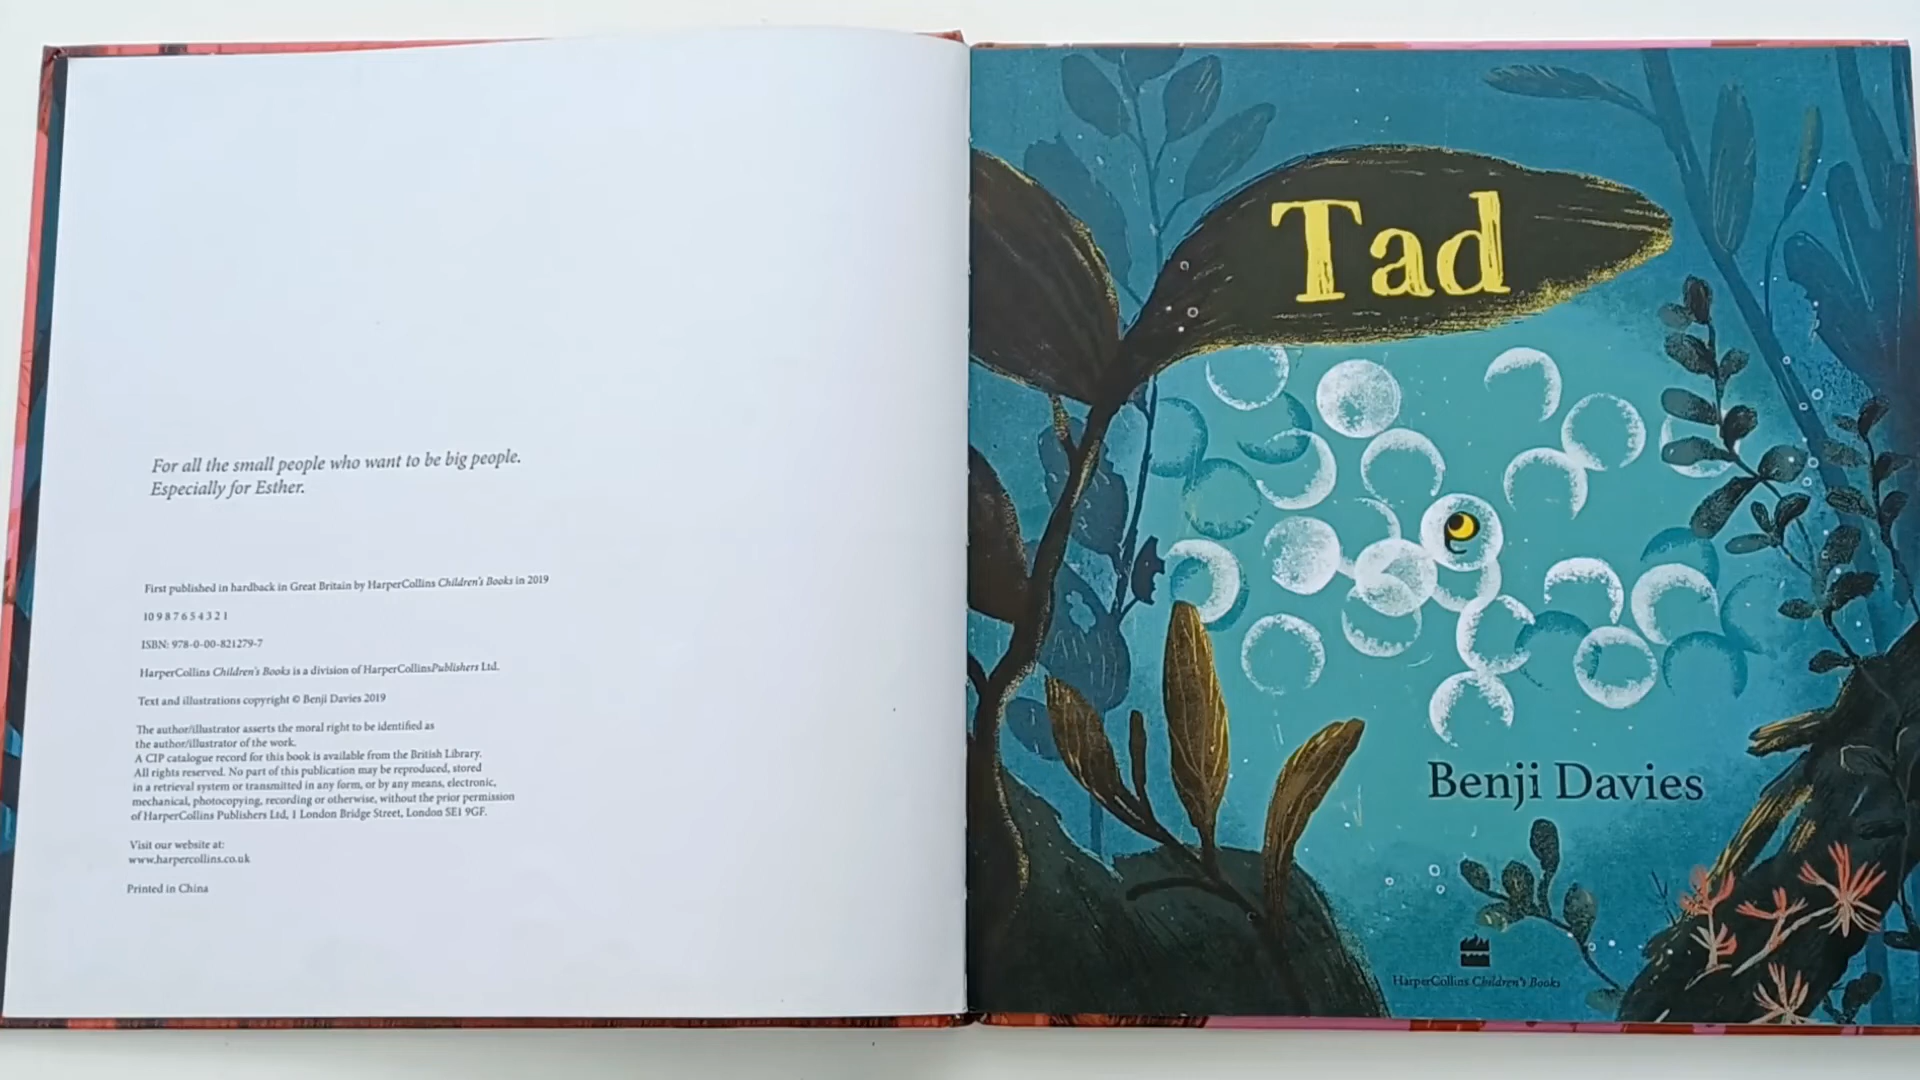 For all the small people who want to be big people.
Especially for Esther.
First published in hardback in Great Britain by HarperCollins Children's Books in 2019
10 9 8 7 6 5 4 3 2 1
ISBN: 978-0-00-821279-7
HarperCollins Children's Books is a division of HarperCollinsPublishers Ltd.
Text and illustrations copyright © Benji Davies 2019
The author/illustrator asserts the moral right to be identified as
the author/illustrator of the work.
A CIP catalogue record for this book is available from the British Library.
All rights reserved. No part of this publication may be reproduced, stored
in a retrieval system or transmitted in any form, or by any means, electronic,
mechanical, photocopying, recording or otherwise, without the prior permission
of HarperCollins Publishers Ltd, 1 London Bridge Street, London SE1 9GF.
Visit our website at:
www.harpercollins.co.uk
Printed in China
Tad
Benji Davies
HarperCollins Children's Books